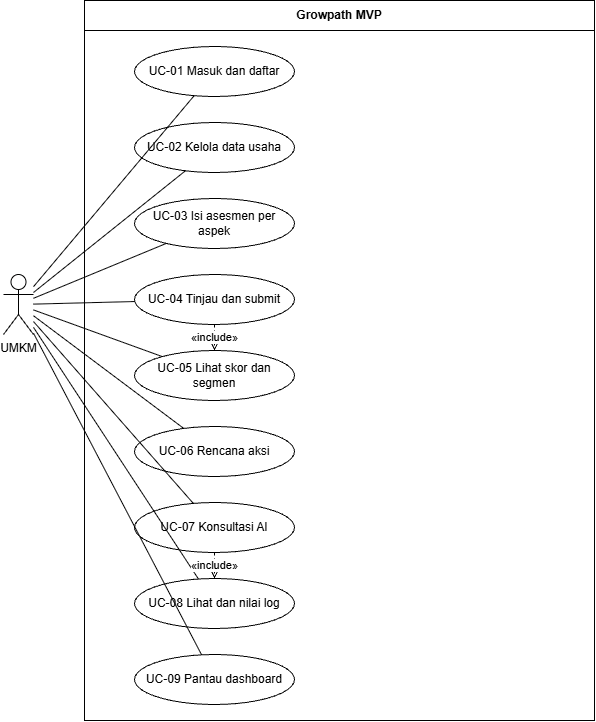 Growpath MVP
UC-01 Masuk dan daftar
UC-02 Kelola data usaha
UC-03 Isi asesmen per
aspek
UC-04 Tinjau dan submit
«include»
UMKM
UC-05 Lihat skor dan
segmen
UC-06 Rencana aksi
UC-07 Konsultasi AI
«include»
UC-08 Lihat dan nilai log
UC-09 Pantau dashboard